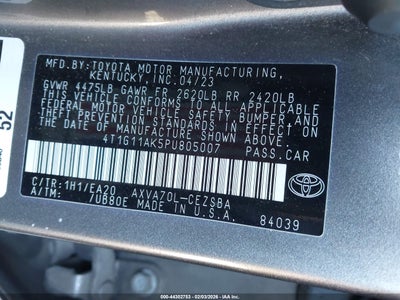 MFD.BY:TOYOTA MOTOR MANUFACTURING,
KENTUCKY,INC.04/23
GVWR 4475LB GAWR FR 2620LB RR 2420LB
THIS VEHICLE CONFORMS TO ALL APPLICABLE
FEDERAL MOTOR VEHICLE SAFETY, BUMPER AND
THEFT PREVENTION STANDARDS IN EFFECT ON THE
DATE OF MANUFACTURE SHOWN ABOVE.
4T1G11AK5PU805007 PASS.CAR
C/TR:1H1/EA20 AXVA70L-CEZSBA
A/TM: 7UB80E MADE IN U.S.A.
84039
TOYOTA
52
000-44302753 - 02/03/2026 - IAA Auctions